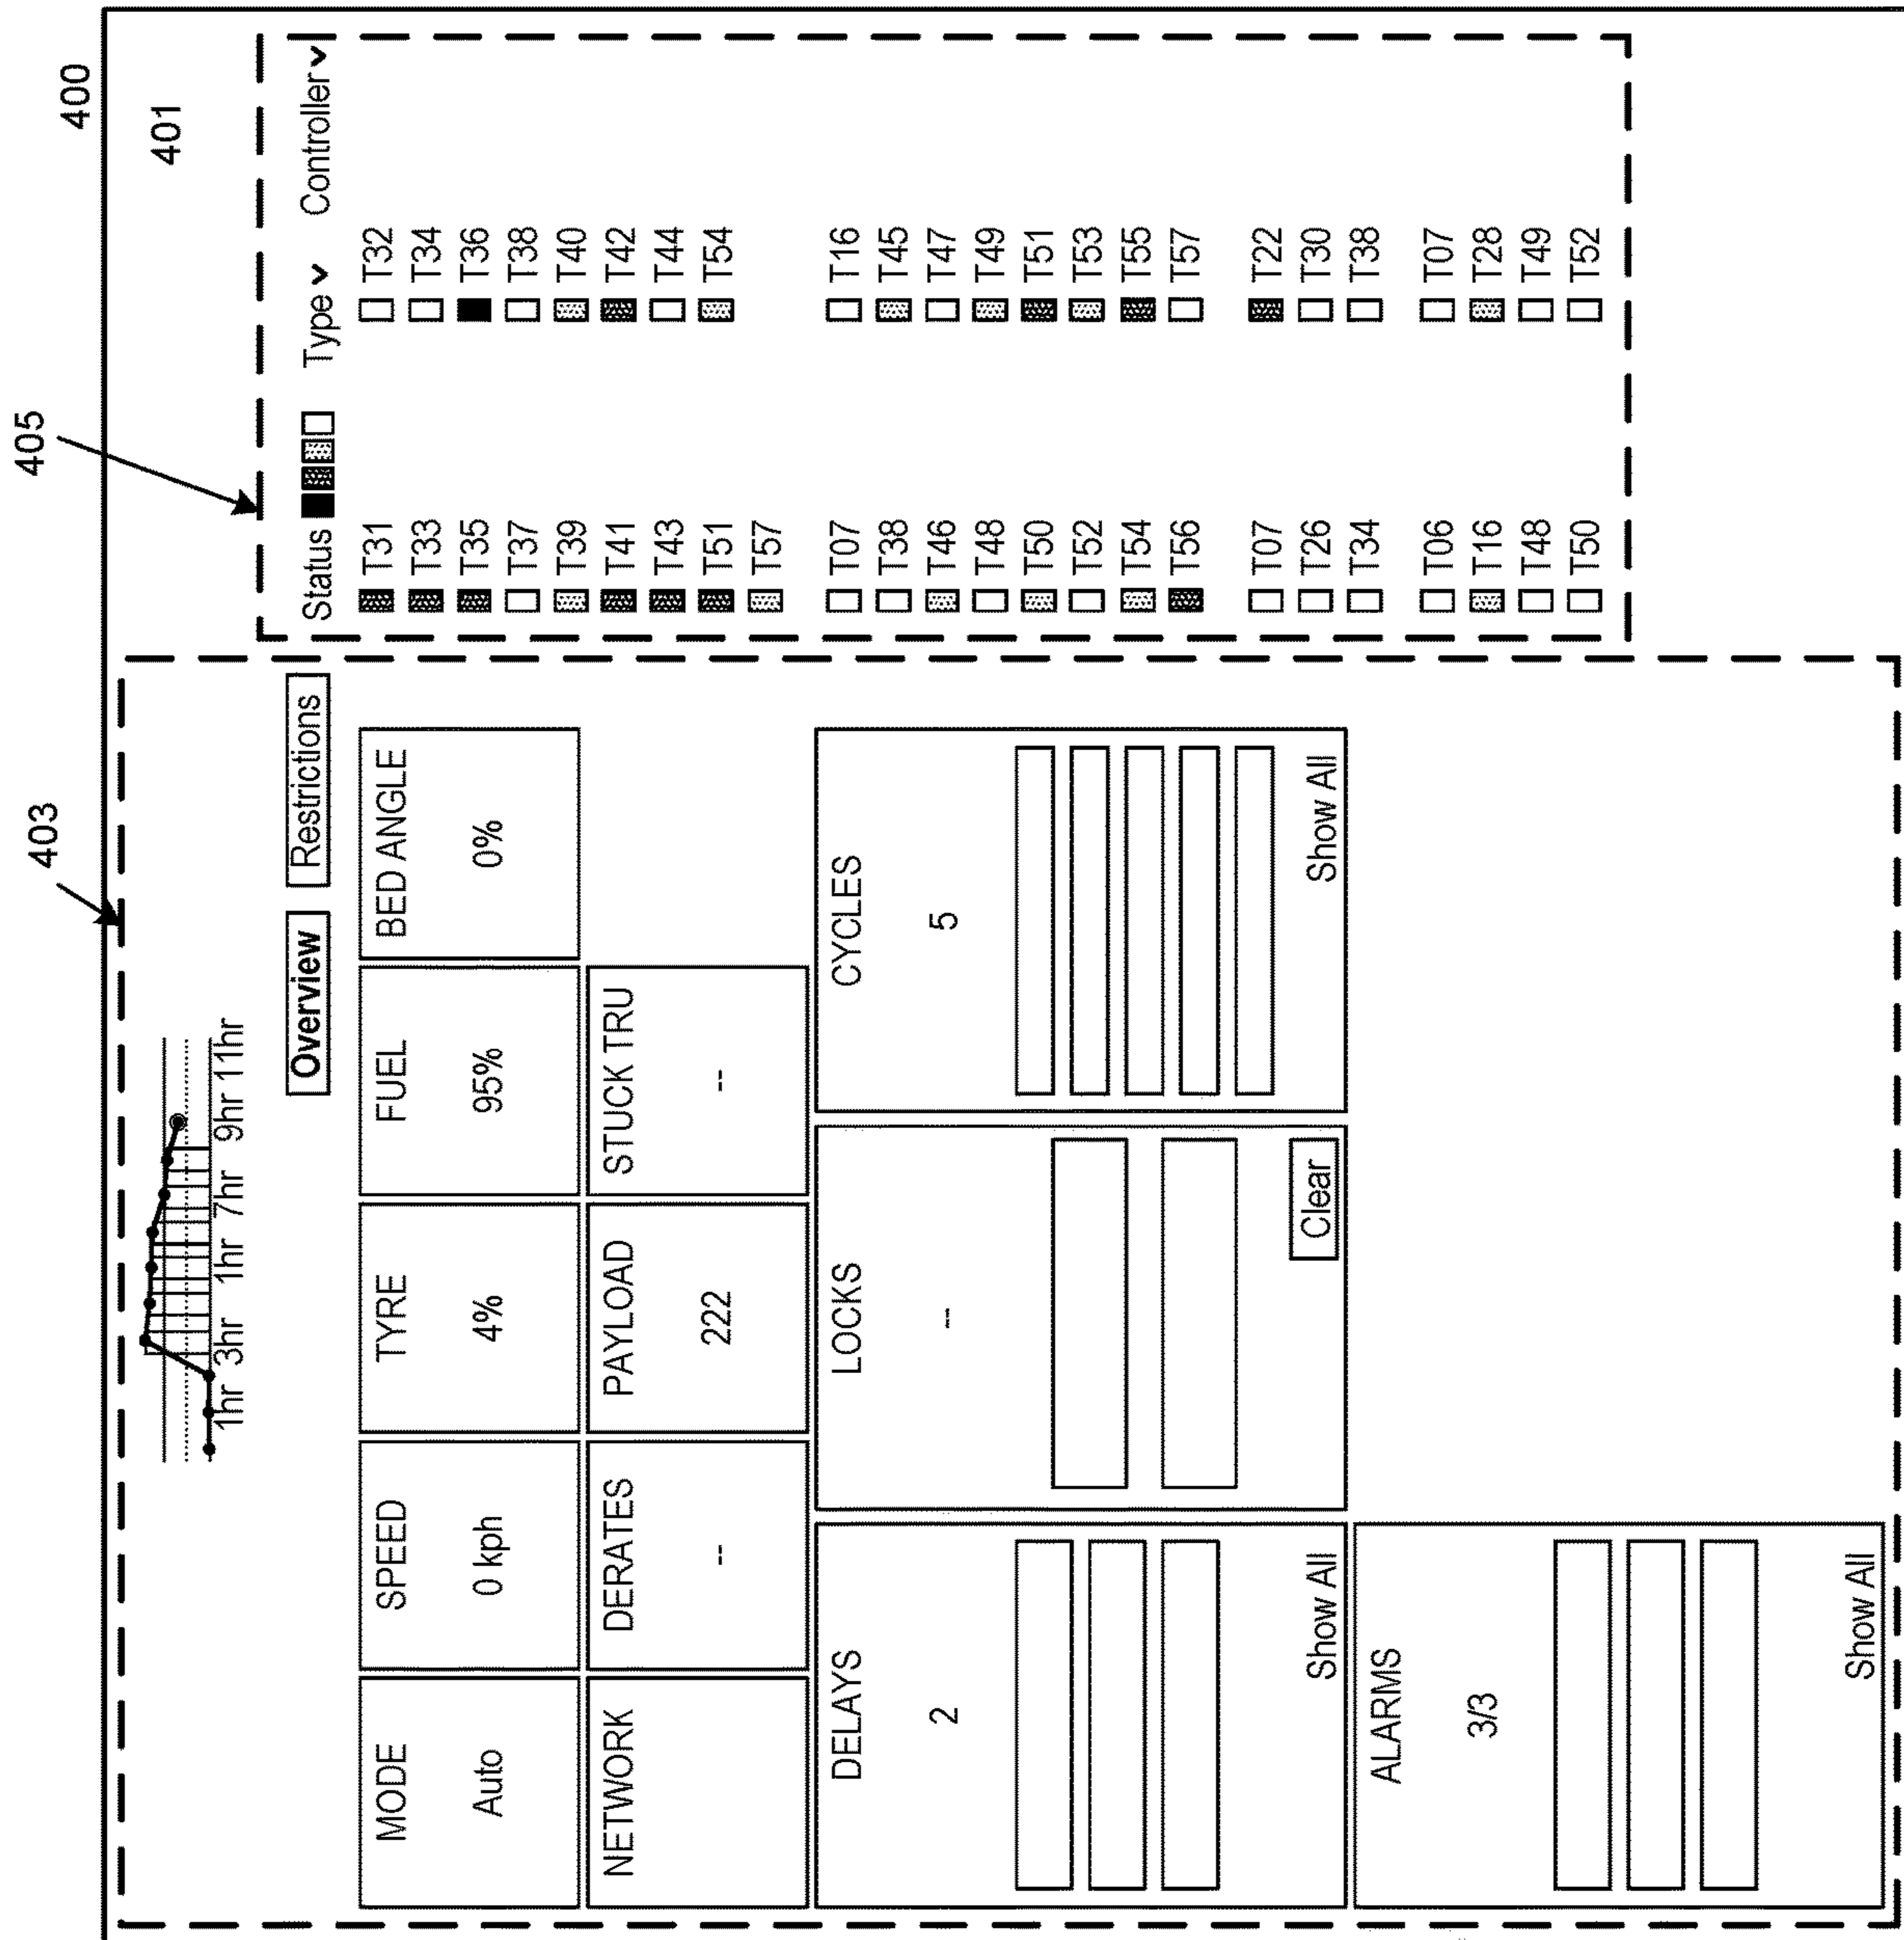 400
401
403
405
1hr 3hr 1hr 7hr 9hr 11hr
Overview Restrictions
MODE SPEED TYRE FUEL BED ANGLE
Auto 0 kph 4% 95% 0%
NETWORK DERATES PAYLOAD STUCK TRU
-- 222 --
DELAYS LOCKS CYCLES
2 -- 5
Show All Clear Show All
ALARMS
3/3
Show All
Status Type Controller
T31 T32
T33 T34
T35 T36
T37 T38
T39 T40
T41 T42
T43 T44
T51 T54
T57
T07 T16
T38 T45
T46 T47
T48 T49
T50 T51
T52 T53
T54 T55
T56 T57
T07 T22
T26 T30
T34 T38
T06 T07
T16 T28
T48 T49
T50 T52